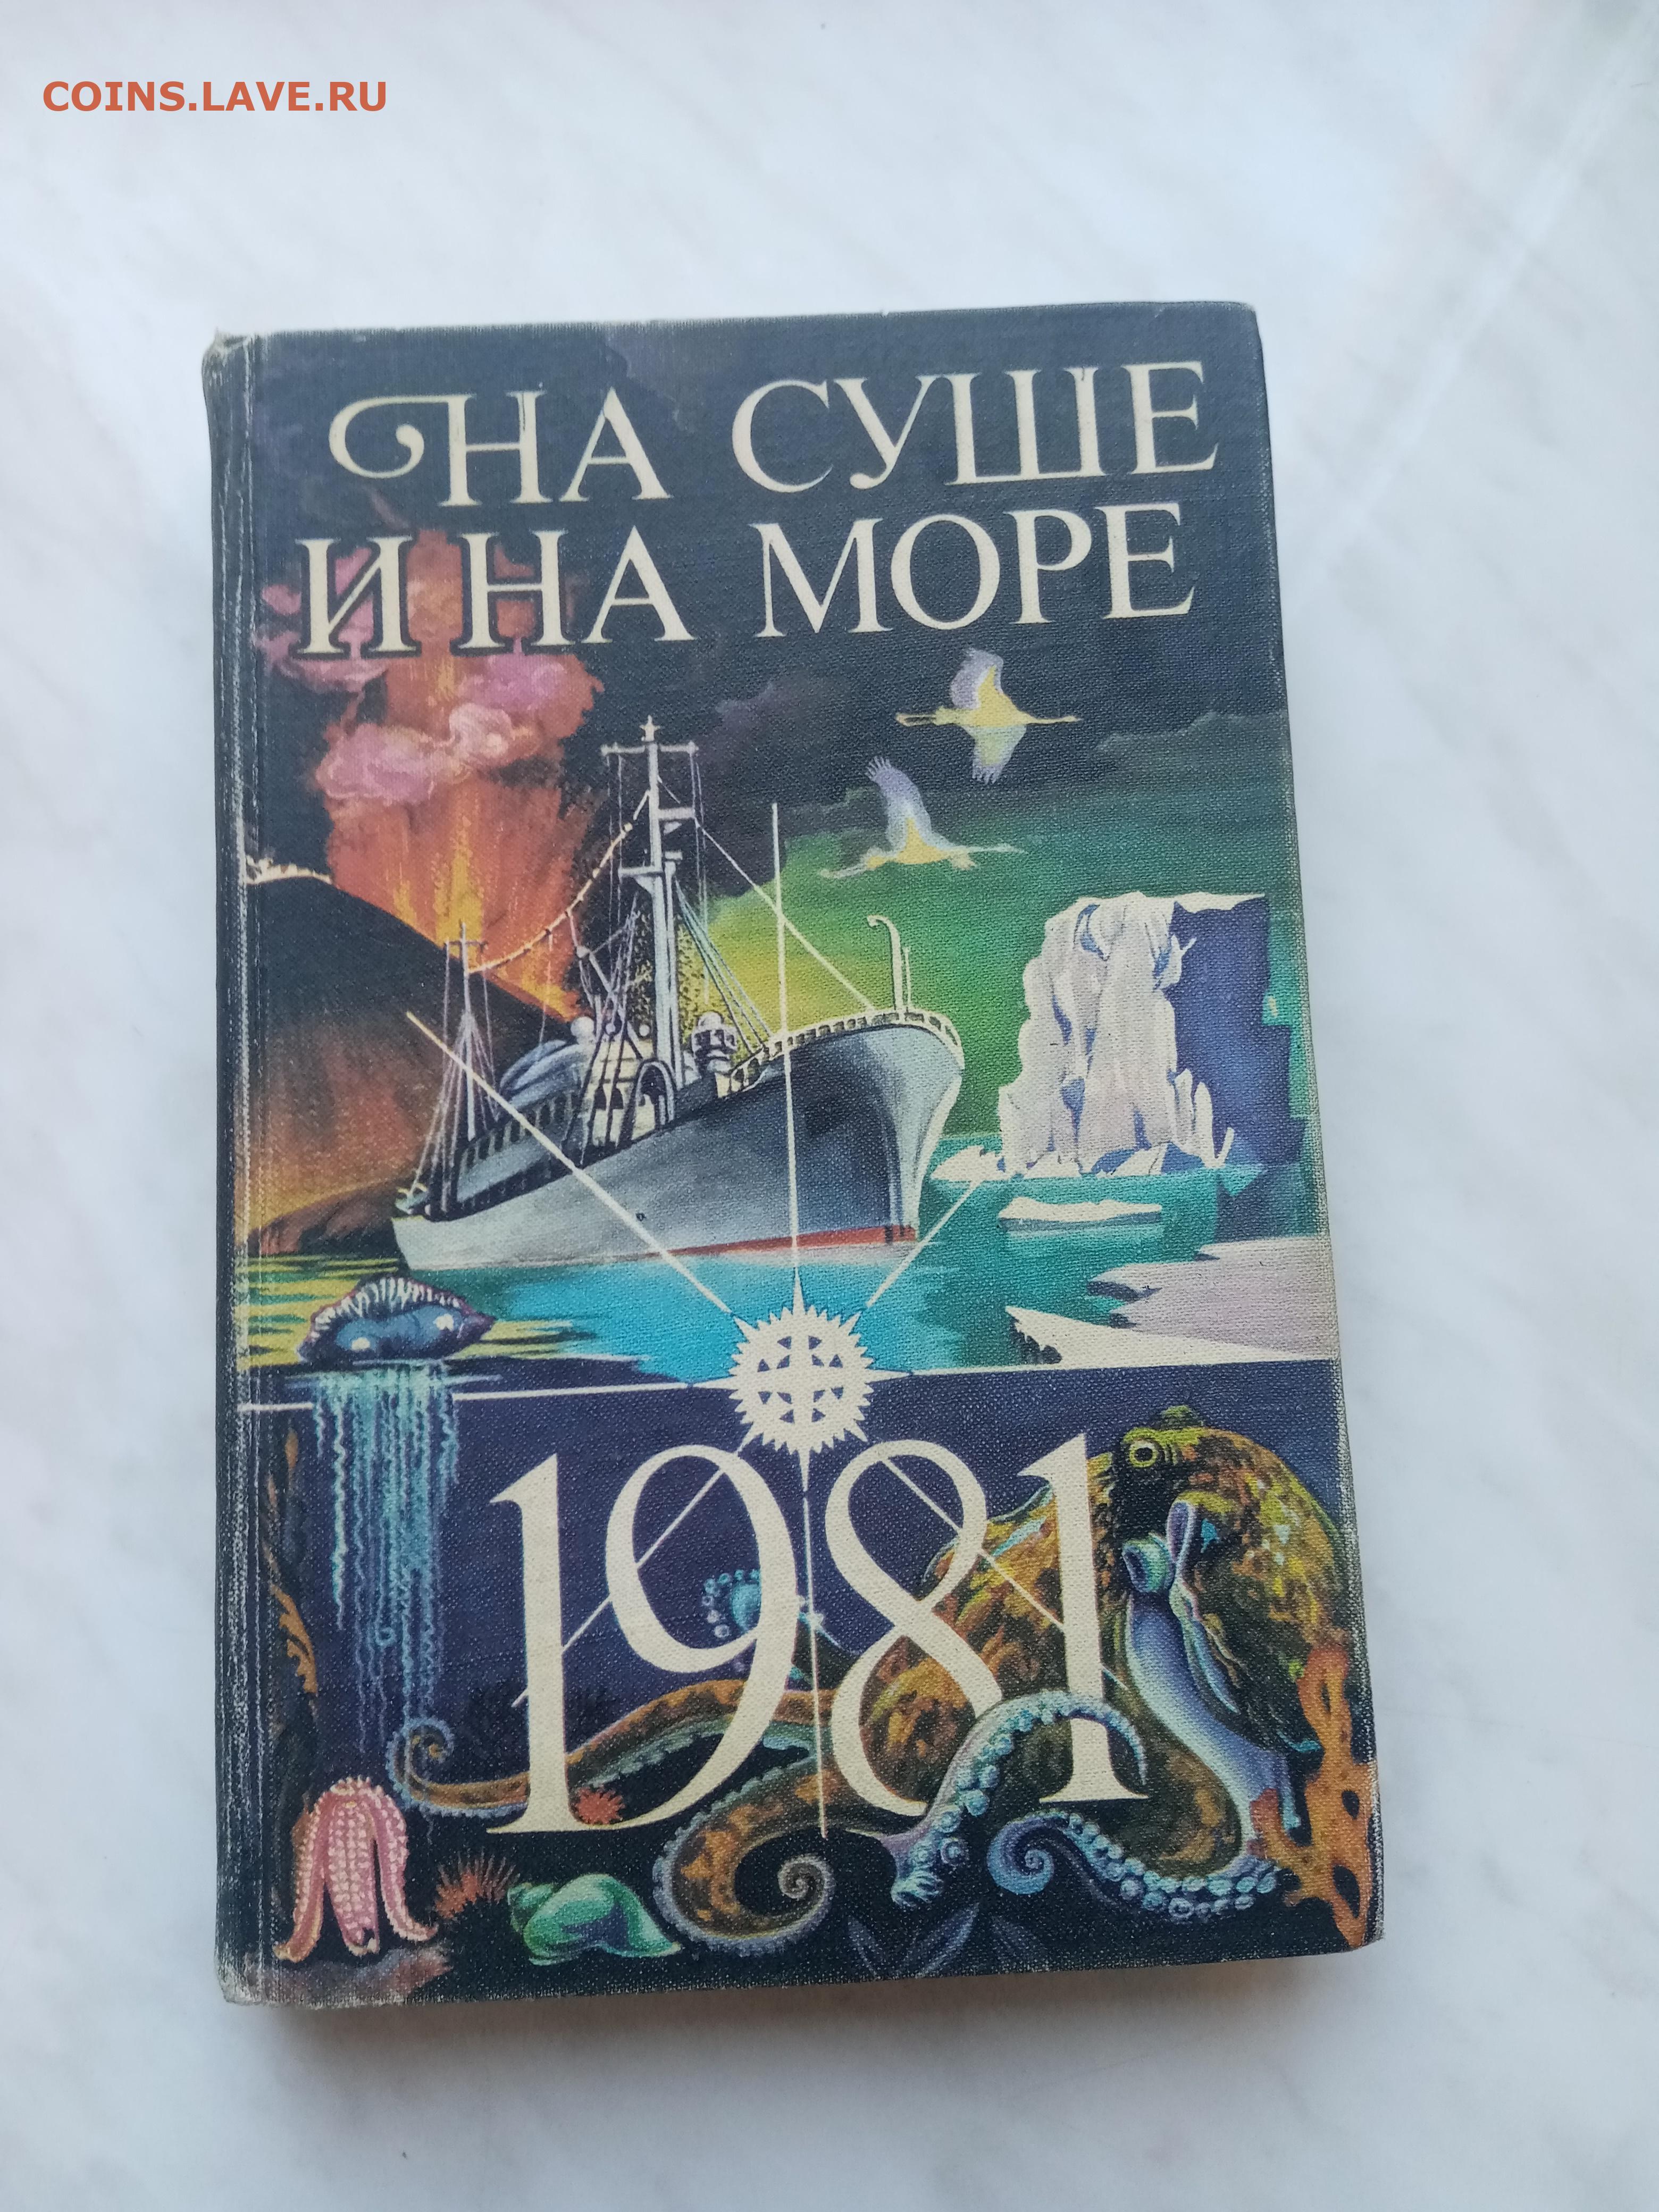 COINS.LAVE.RU
НА СУШЕ
И НА МОРЕ
1981